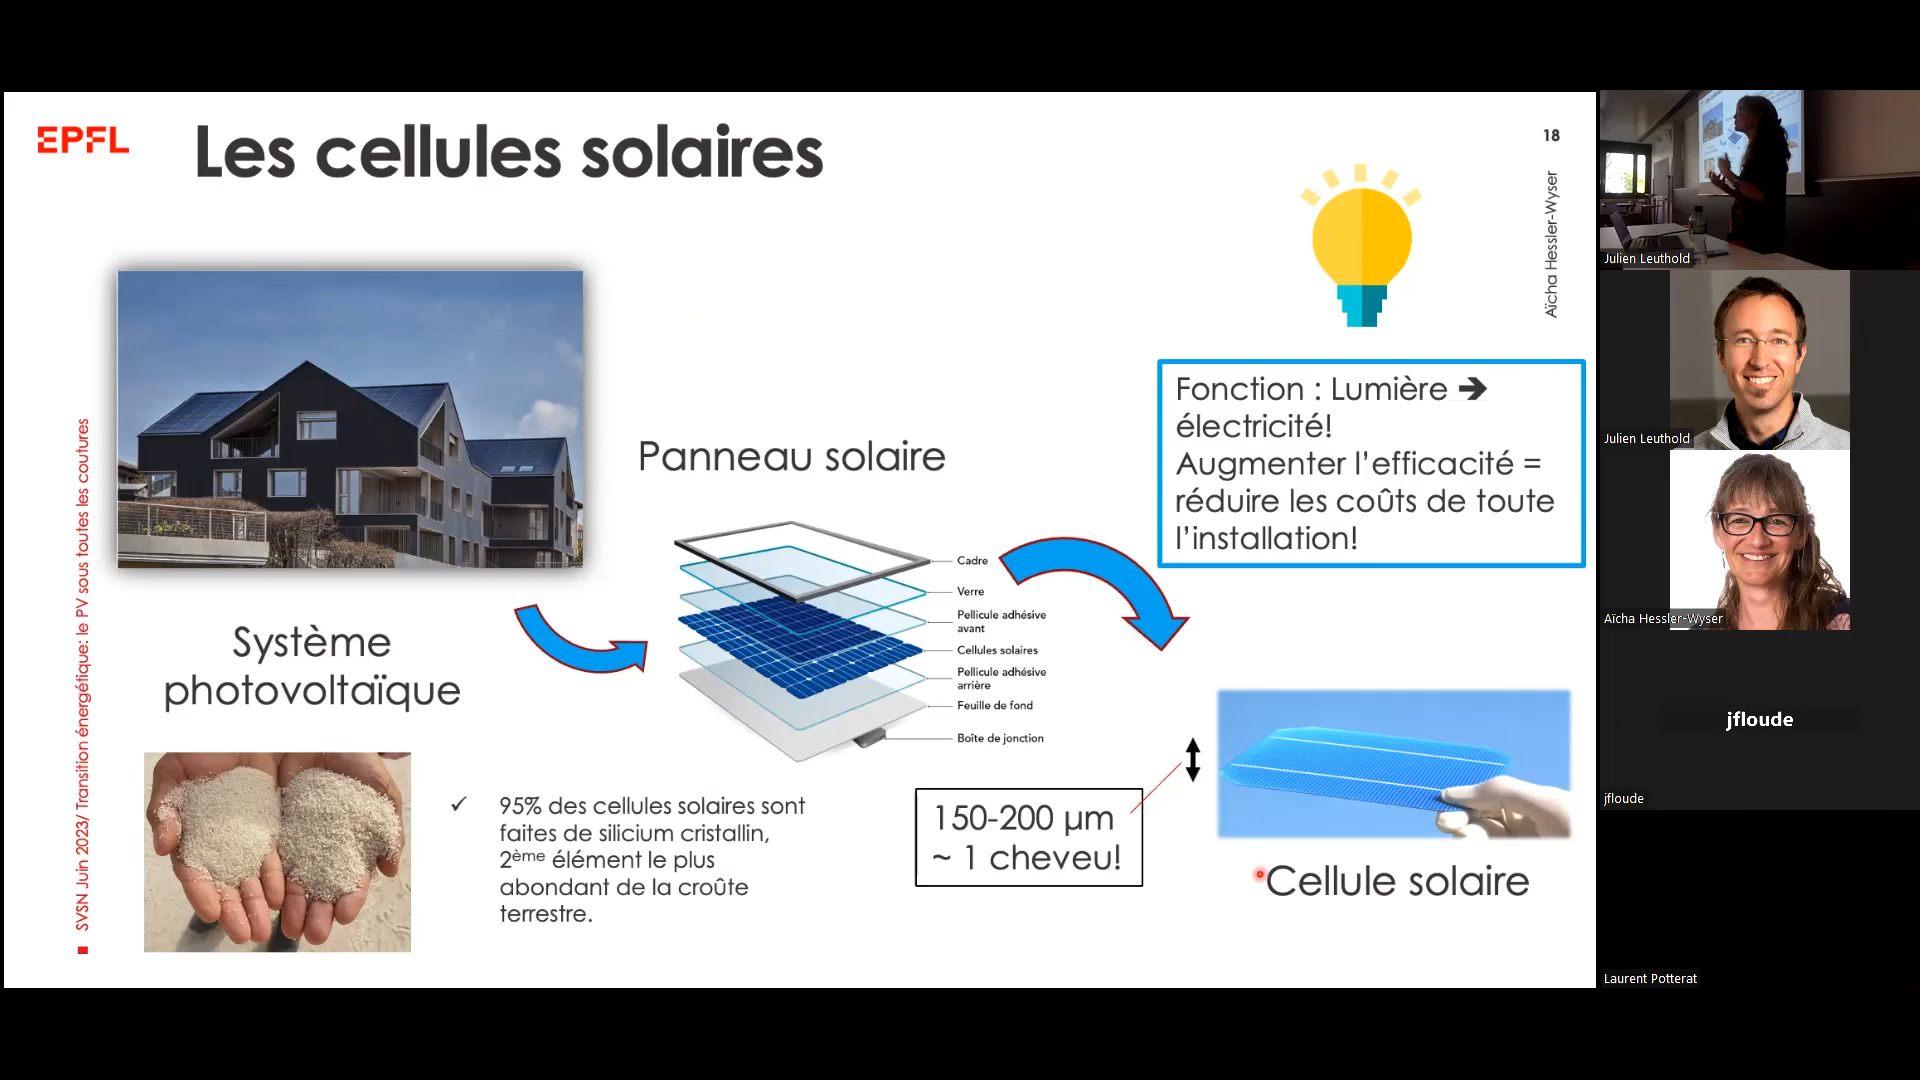 EPFL
Les cellules solaires
18
Aïcha Hessler-Wyser
SVSN Juin 2023/ Transition énergétique: le PV sous toutes les coutures
Système
photovoltaïque
Panneau solaire
Cadre
Verre
Pellicule adhésive
avant
Cellules solaires
Pellicule adhésive
arrière
Feuille de fond
Boîte de jonction
Fonction : Lumière ➔
électricité!
Augmenter l’efficacité =
réduire les coûts de toute
l’installation!
✓ 95% des cellules solaires sont
faites de silicium cristallin,
2ème élément le plus
abondant de la croûte
terrestre.
150-200 µm
~ 1 cheveu!
Cellule solaire
Julien Leuthold
Julien Leuthold
Aïcha Hessler-Wyser
jfloude
jfloude
Laurent Potterat